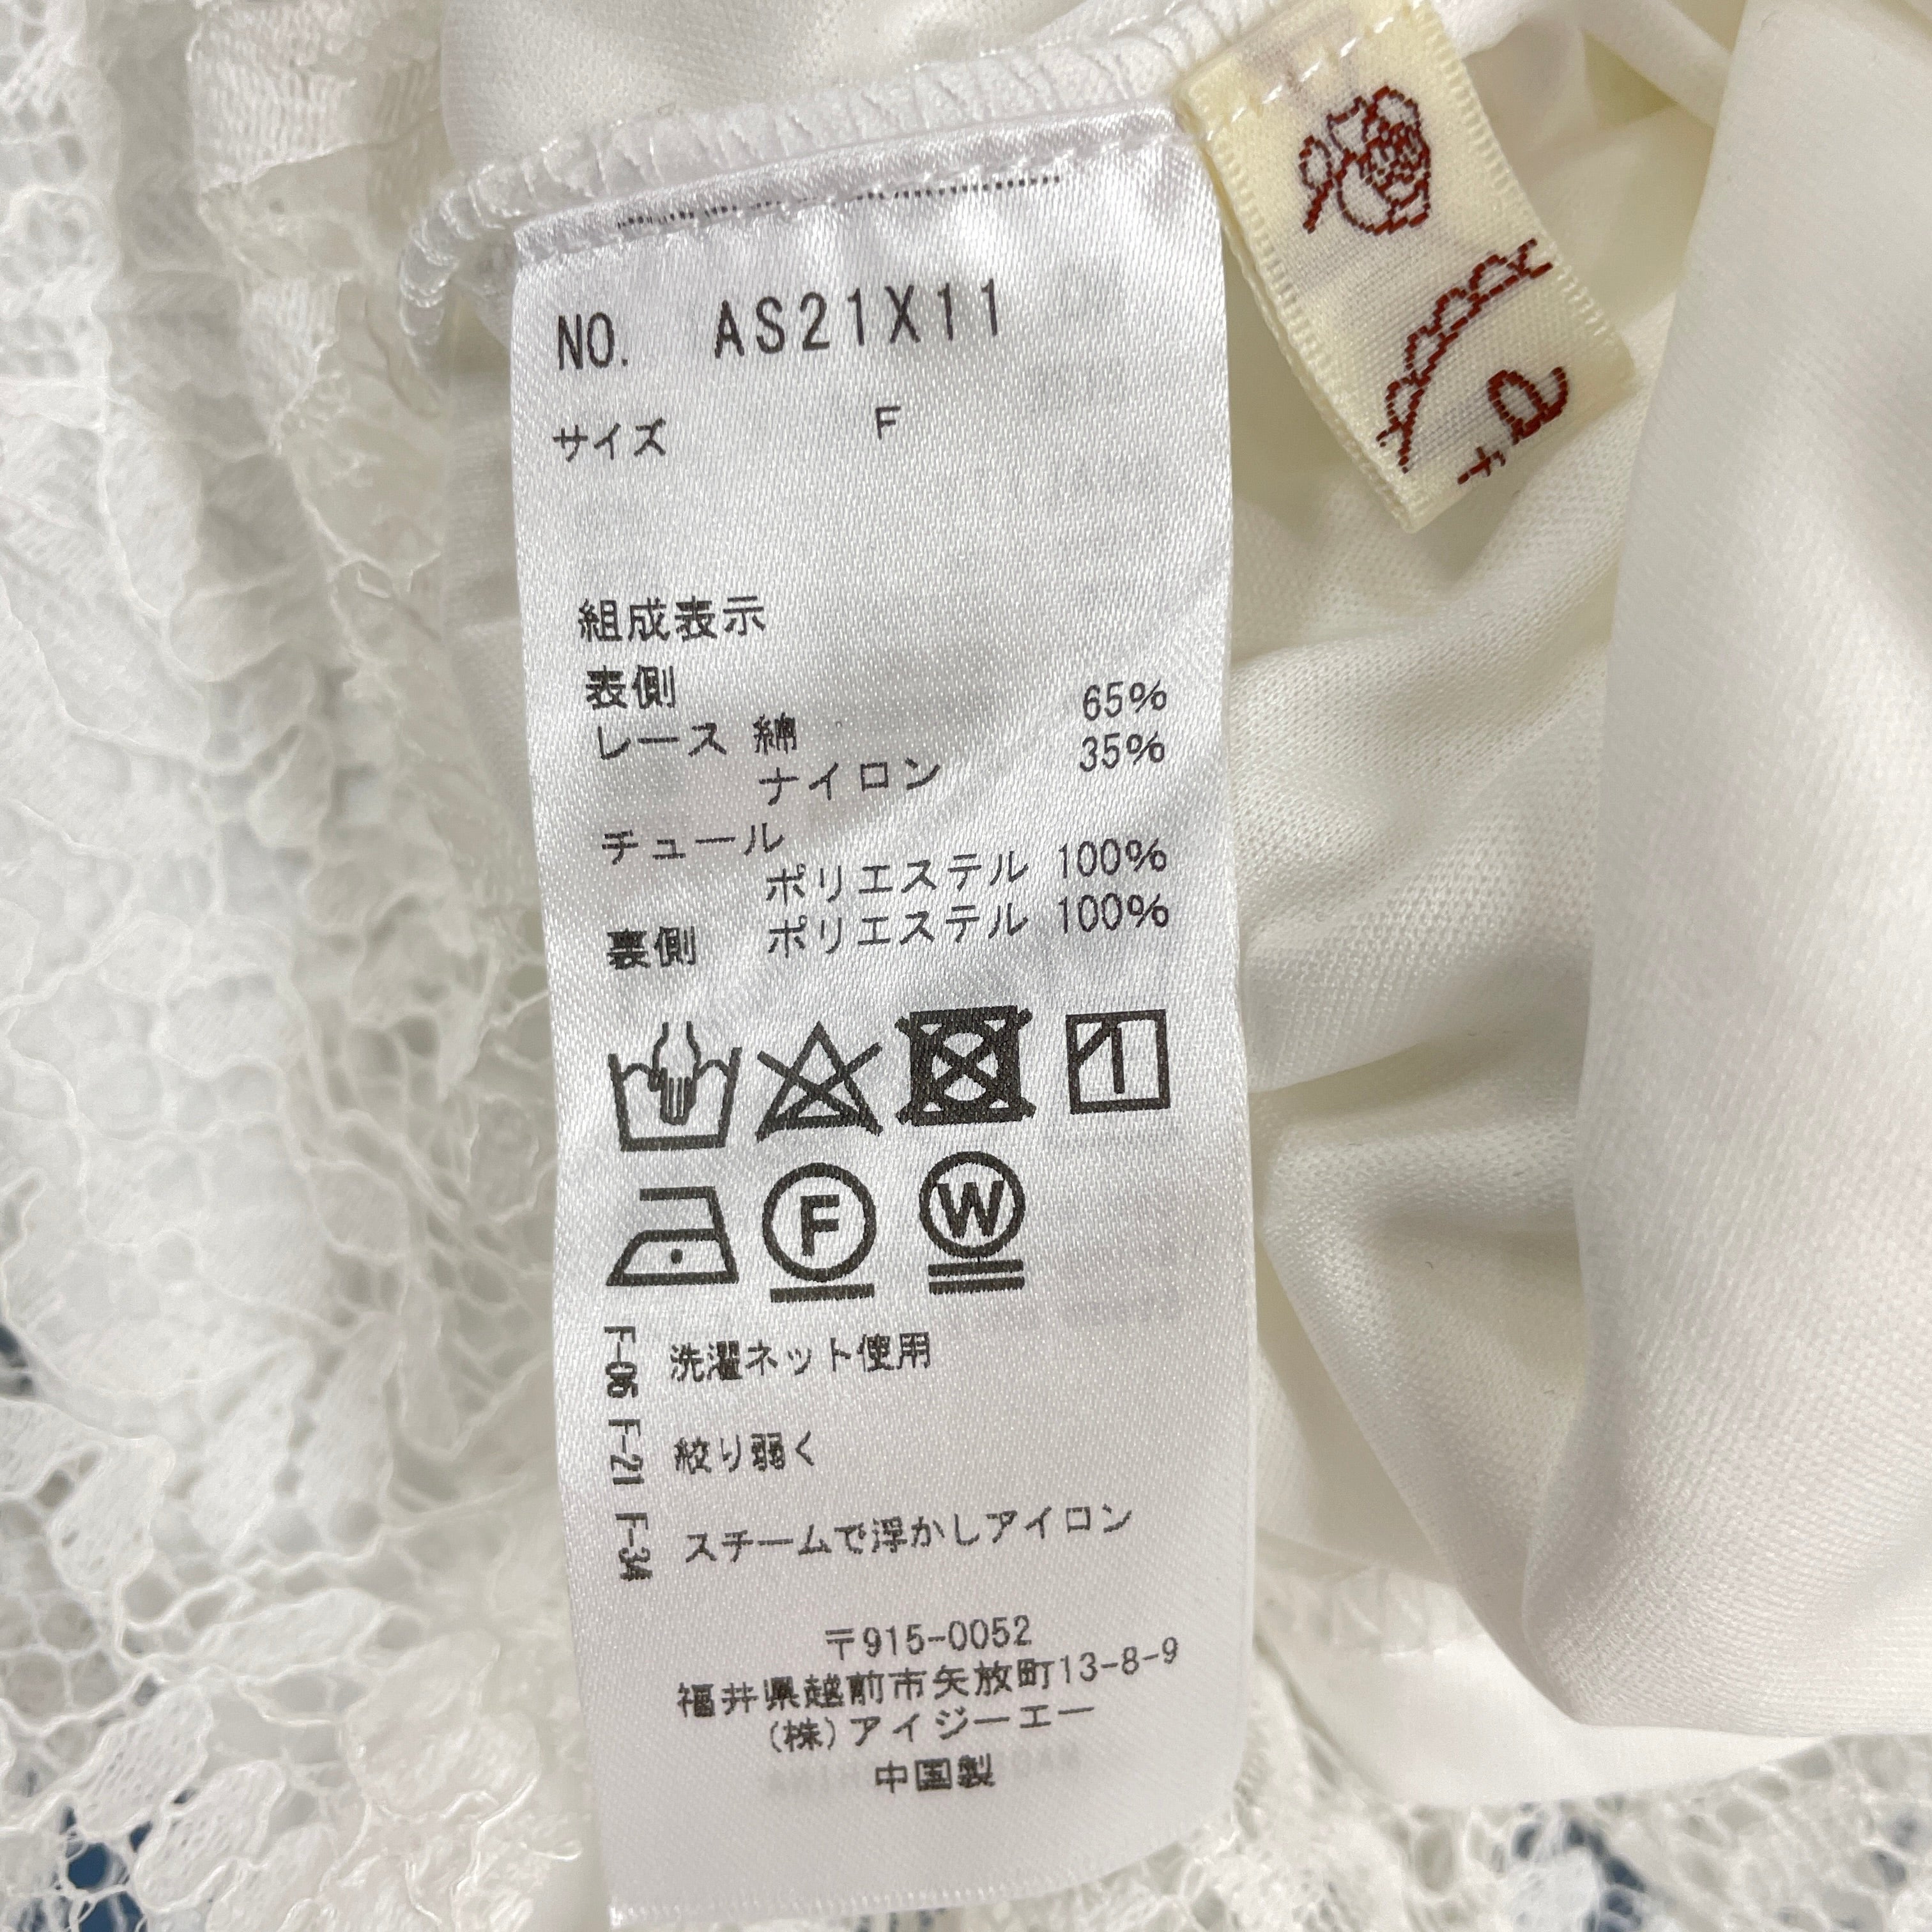 NO. AS21X11
サイズ F
組成表示
表側
レース 綿 65%
ナイロン 35%
チュール
ポリエステル 100%
裏側 ポリエステル 100%
1
F W
F-06 洗濯ネット使用
F-21 絞り弱く
F-34 スチームで浮かしアイロン
〒915-0052
福井県越前市矢放町13-8-9
(株)アイジーエー
中国製